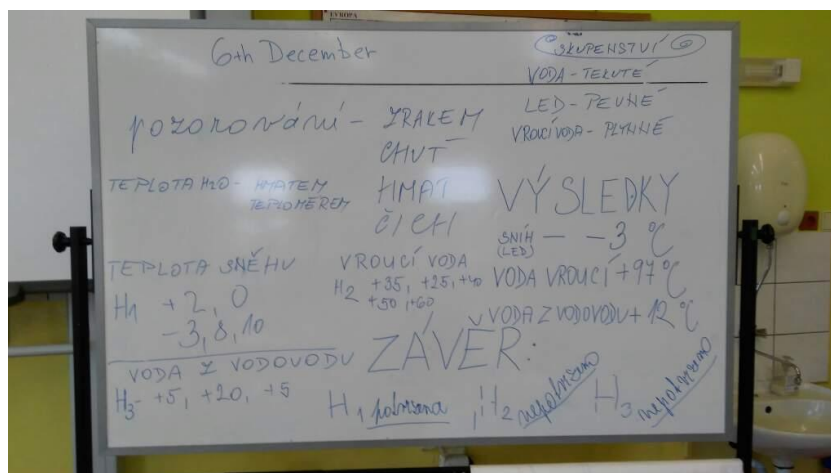 EVROPA
6th December
SKUPENSTVÍ
VODA - TEKUTÉ
LED - PEVNÉ
VROUCÍ VODA - PLYNNÉ
pozorování - ZRAKEM
CHUŤ
HMAT
ČICH
TEPLOTA H2O - HMATEM
TEPLOMĚREM
VÝSLEDKY
SNÍH — -3 °C
(LED)
VODA VROUCÍ +97 °C
VODA Z VODOVODU + 12 °C
TEPLOTA SNĚHU
H1 +2, 0
-3, 8, 10
VROUCÍ VODA
H2 +35, +25, +40
+50, +60
VODA Z VODOVODU
H3 - +5, +20, +5
ZÁVĚR:
H1 potvrzena, H2 nepotvrzeno H3 nepotvrzeno